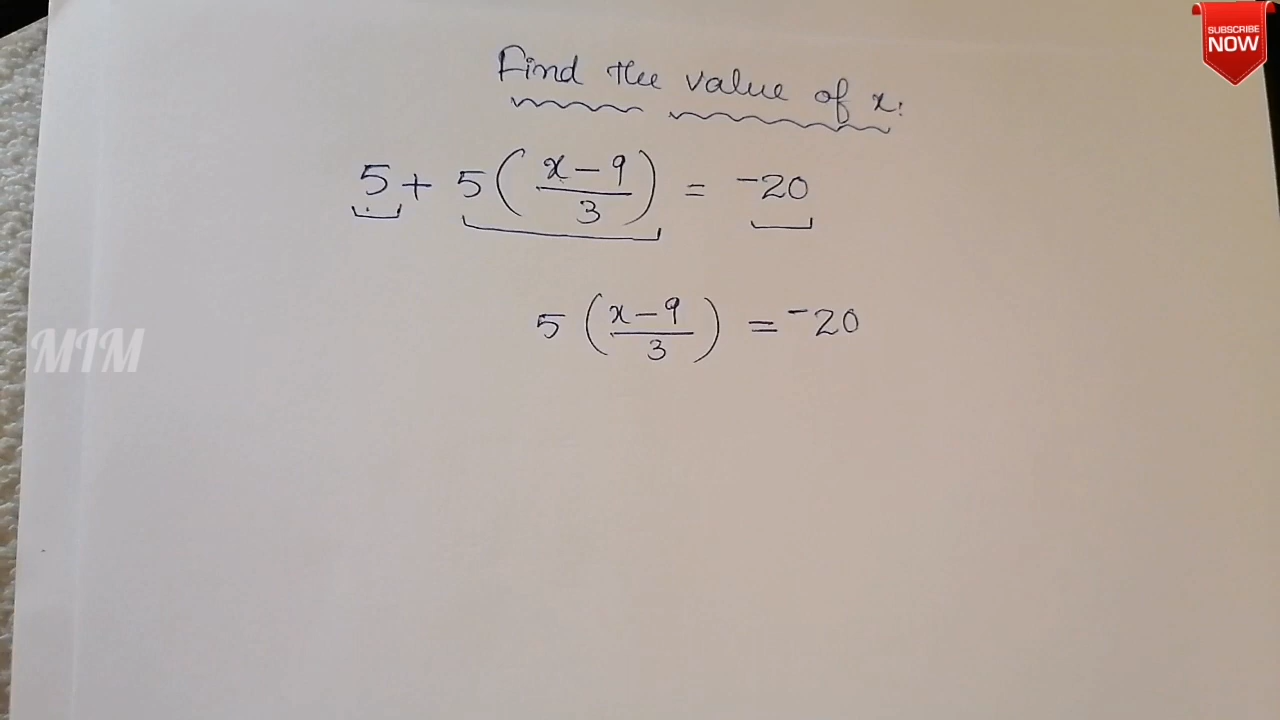 SUBSCRIBE
NOW
Find the value of x:
5 + 5 ( x - 9 / 3 ) = -20
5 ( x - 9 / 3 ) = -20
MIM